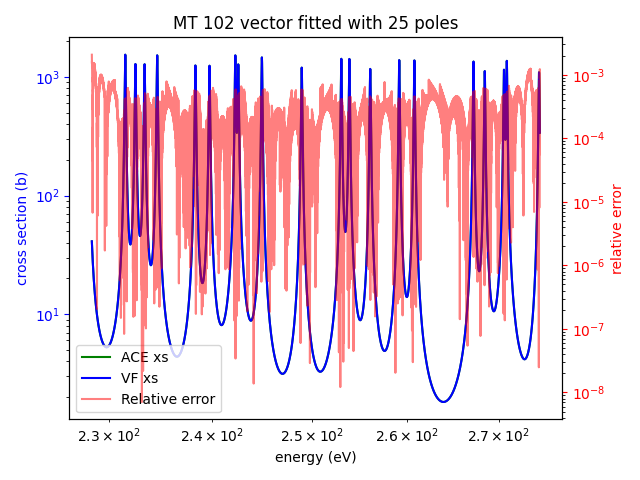 MT 102 vector fitted with 25 poles
10³
10²
10¹
cross section (b)
10⁻³
10⁻⁴
10⁻⁵
10⁻⁶
10⁻⁷
10⁻⁸
relative error
ACE xs
VF xs
Relative error
2.3 × 10²
2.4 × 10²
2.5 × 10²
2.6 × 10²
2.7 × 10²
energy (eV)